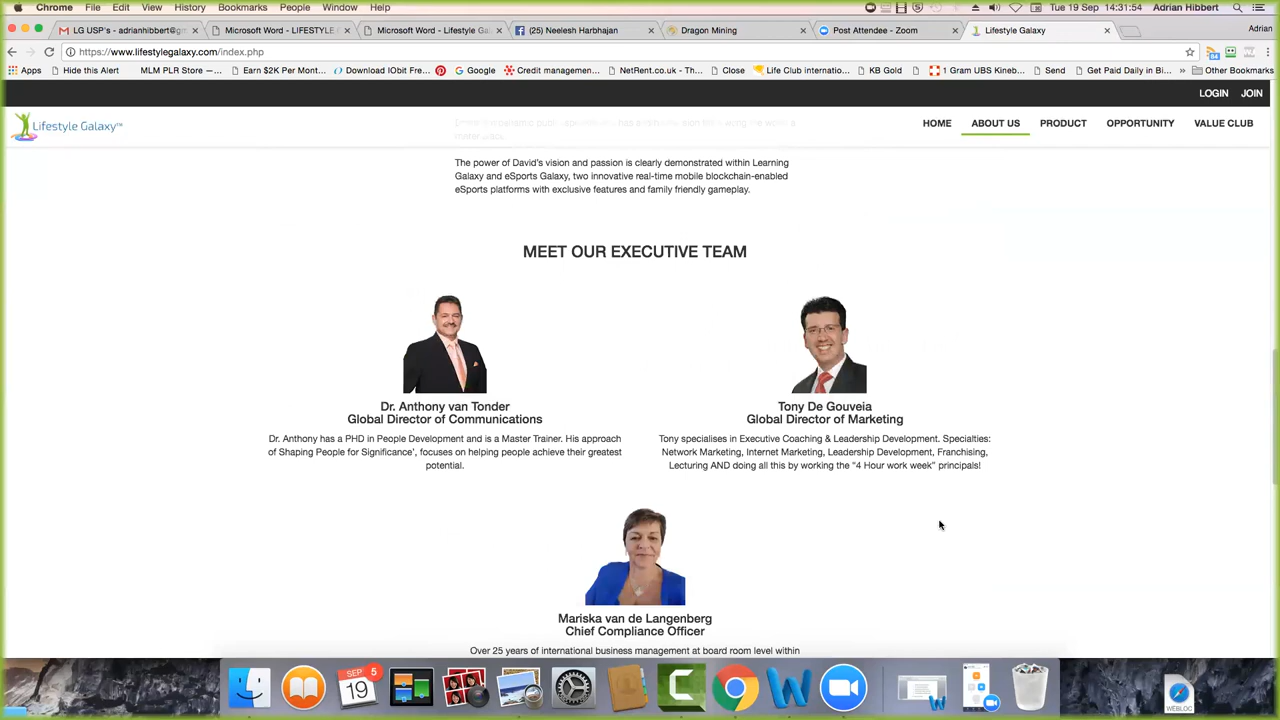 Chrome File Edit View History Bookmarks People Window Help Tue 19 Sep 14:31:54 Adrian Hibbert
LG USP's - adrianhibbert@gm Microsoft Word - LIFESTYLE Microsoft Word - Lifestyle Gal (25) Neelesh Harbhajan Dragon Mining Post Attendee - Zoom Lifestyle Galaxy Adrian
https://www.lifestylegalaxy.com/index.php
Apps Hide this Alert MLM PLR Store —... Earn $2K Per Mont... Download IObit Fre... Google Credit managemen... NetRent.co.uk - Th... Close Life Club internatio... KB Gold 1 Gram UBS Kineb... Send Get Paid Daily in Bi... Other Bookmarks
LOGIN JOIN
Lifestyle Galaxy™ HOME ABOUT US PRODUCT OPPORTUNITY VALUE CLUB
The power of David's vision and passion is clearly demonstrated within Learning
Galaxy and eSports Galaxy, two innovative real-time mobile blockchain-enabled
eSports platforms with exclusive features and family friendly gameplay.
MEET OUR EXECUTIVE TEAM
Dr. Anthony van Tonder
Global Director of Communications
Dr. Anthony has a PHD in People Development and is a Master Trainer. His approach
of Shaping People for Significance', focuses on helping people achieve their greatest
potential.
Tony De Gouveia
Global Director of Marketing
Tony specialises in Executive Coaching & Leadership Development. Specialties:
Network Marketing, Internet Marketing, Leadership Development, Franchising,
Lecturing AND doing all this by working the "4 Hour work week" principals!
Mariska van de Langenberg
Chief Compliance Officer
Over 25 years of international business management at board room level within
SEP 5
19
WEBLOC